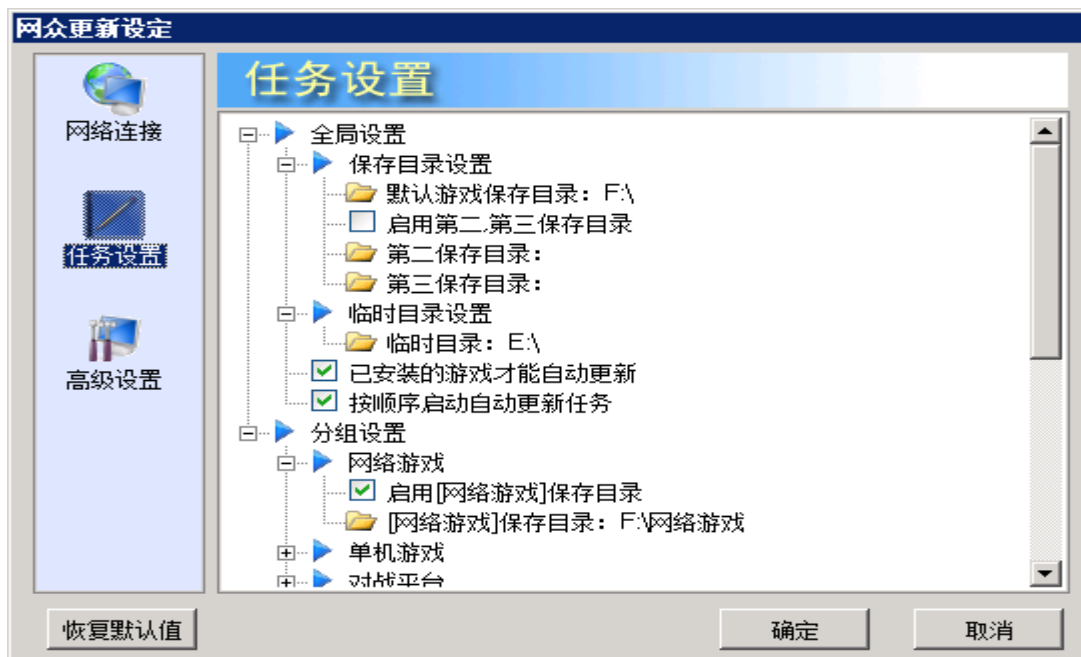 网众更新设定
网络连接
任务设置
高级设置
任务设置
全局设置
保存目录设置
默认游戏保存目录：F:\
启用第二,第三保存目录
第二保存目录：
第三保存目录：
临时目录设置
临时目录：E:\
已安装的游戏才能自动更新
按顺序启动自动更新任务
分组设置
网络游戏
启用[网络游戏]保存目录
[网络游戏]保存目录：F:\网络游戏
单机游戏
对战平台
恢复默认值
确定
取消